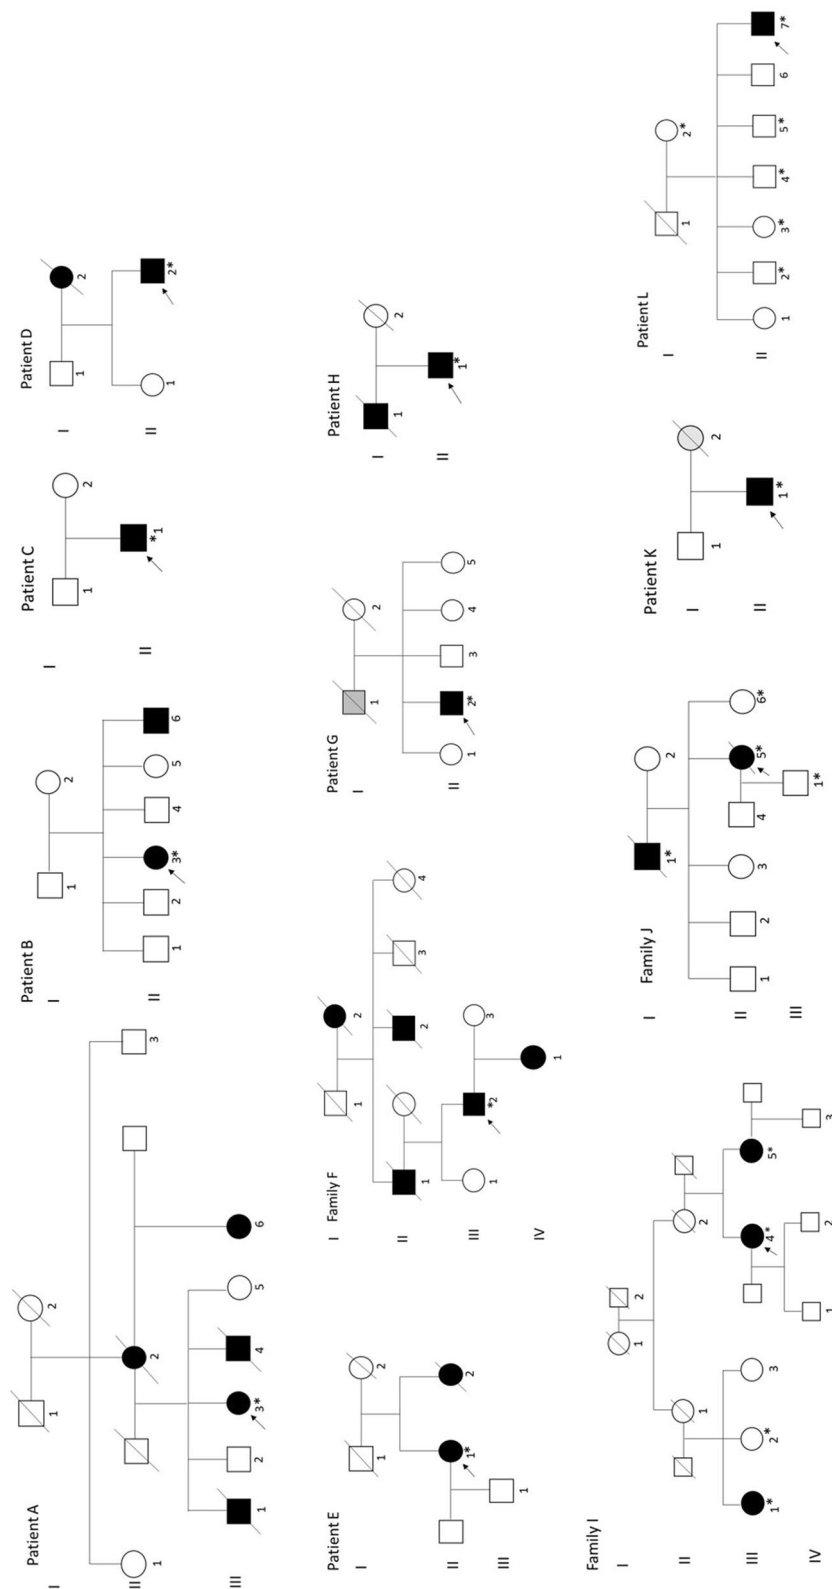 Patient A
I 1 2
II 1 2 3
III 1 2 3* 4 5 6
Patient B
I 1 2
II 1 2 3* 4 5 6
Patient C
I 1 2
II *1
Patient D
I 1 2
II 1 2*
Patient E
I 1 2
II 1* 2
III 1
Family F
I 1 2
II 1 2 3 4
III 1 *2 3
IV 1
Patient G
I 1 2
II 1 2* 3 4 5
Patient H
I 1 2
II 1*
Family I
I 1 2
II 1 2
III 1* 2* 3 4* 5*
IV 1 2 3
Family J
I 1* 2
II 1 2 3 4 5* 6*
III 1*
Patient K
I 1 2
II 1*
Patient L
I 1 2*
II 1 2* 3* 4* 5* 6 7*